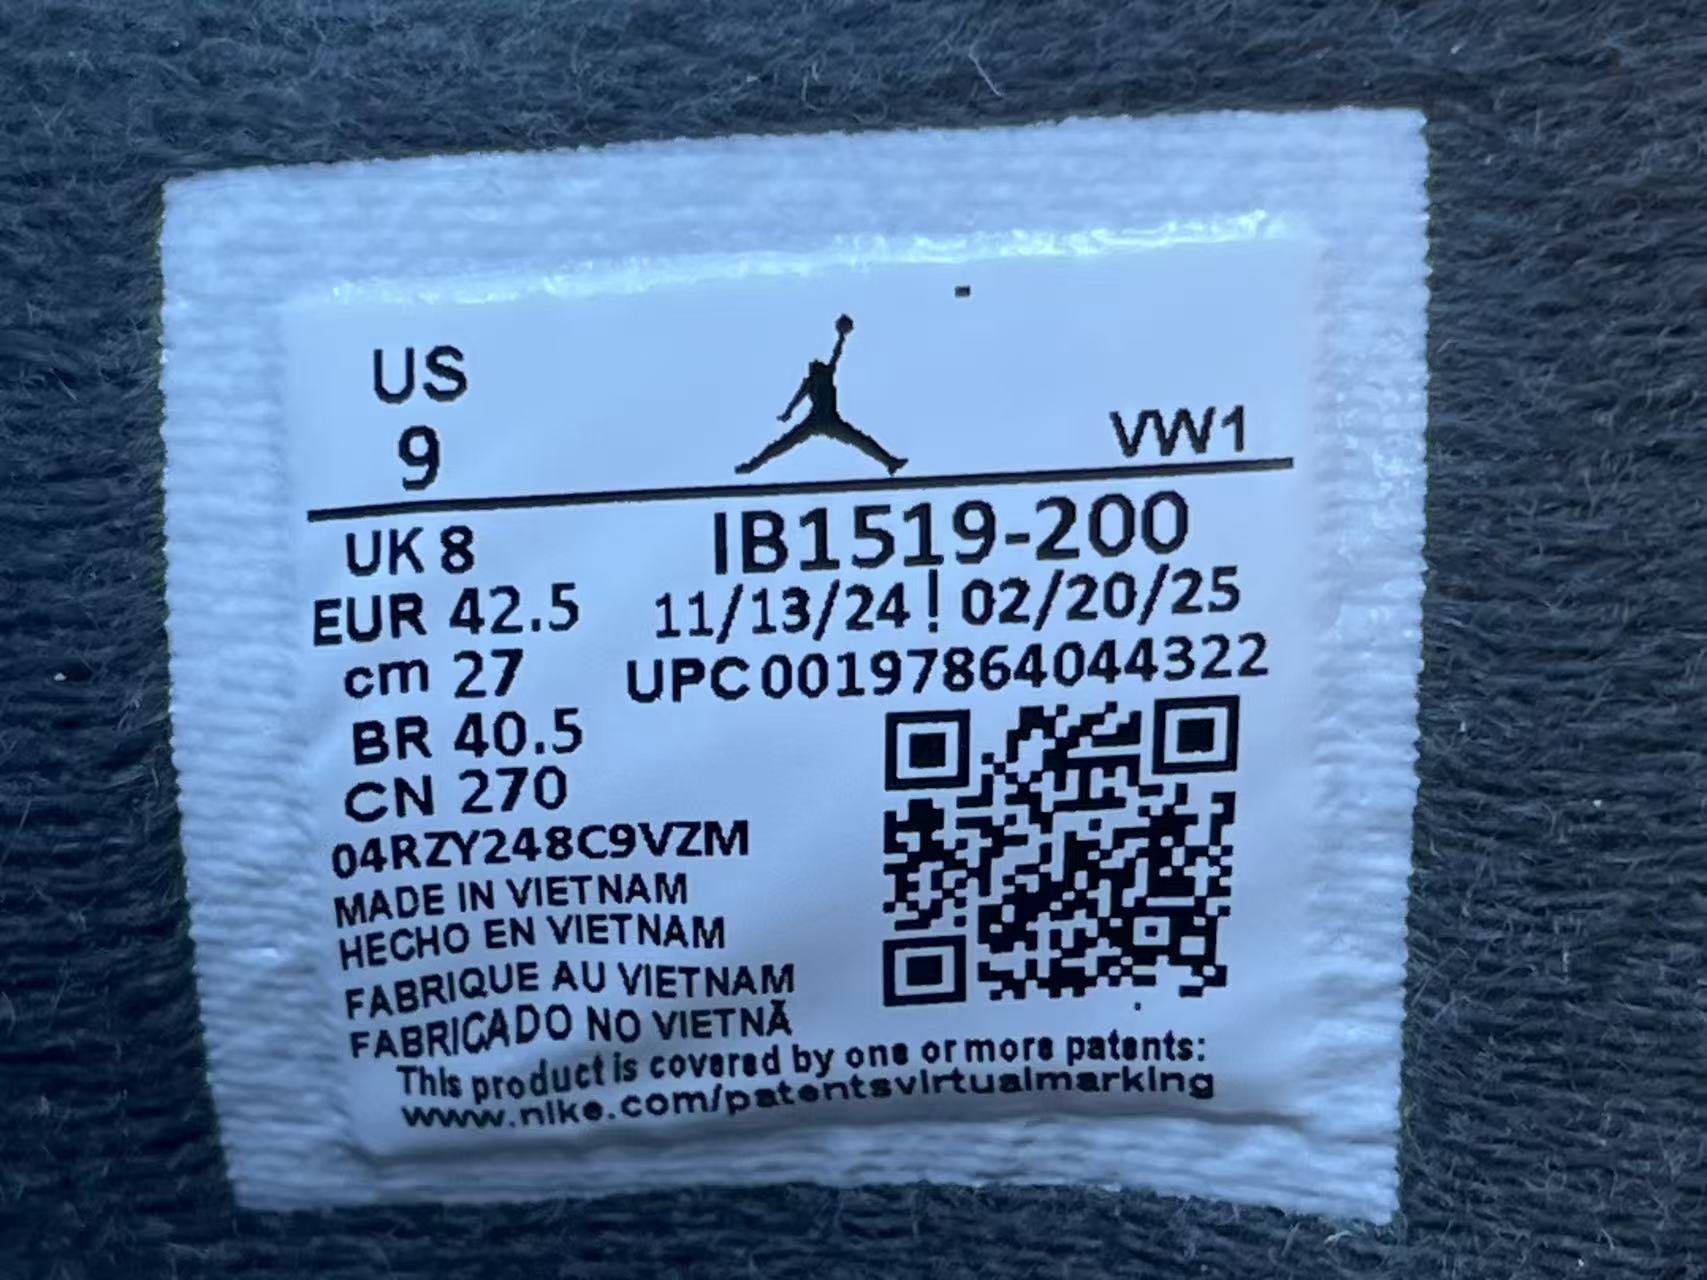 US
9
VW1
UK 8
IB1519-200
EUR 42.5
11/13/24 ! 02/20/25
cm 27
UPC001978640443​22
BR 40.5
CN 270
04RZY248C9VZM
MADE IN VIETNAM
HECHO EN VIETNAM
FABRIQUE AU VIETNAM
FABRICADO NO VIETNÃ
This product is covered by one or more patents:
www.nike.com/patentsvirtualmarking